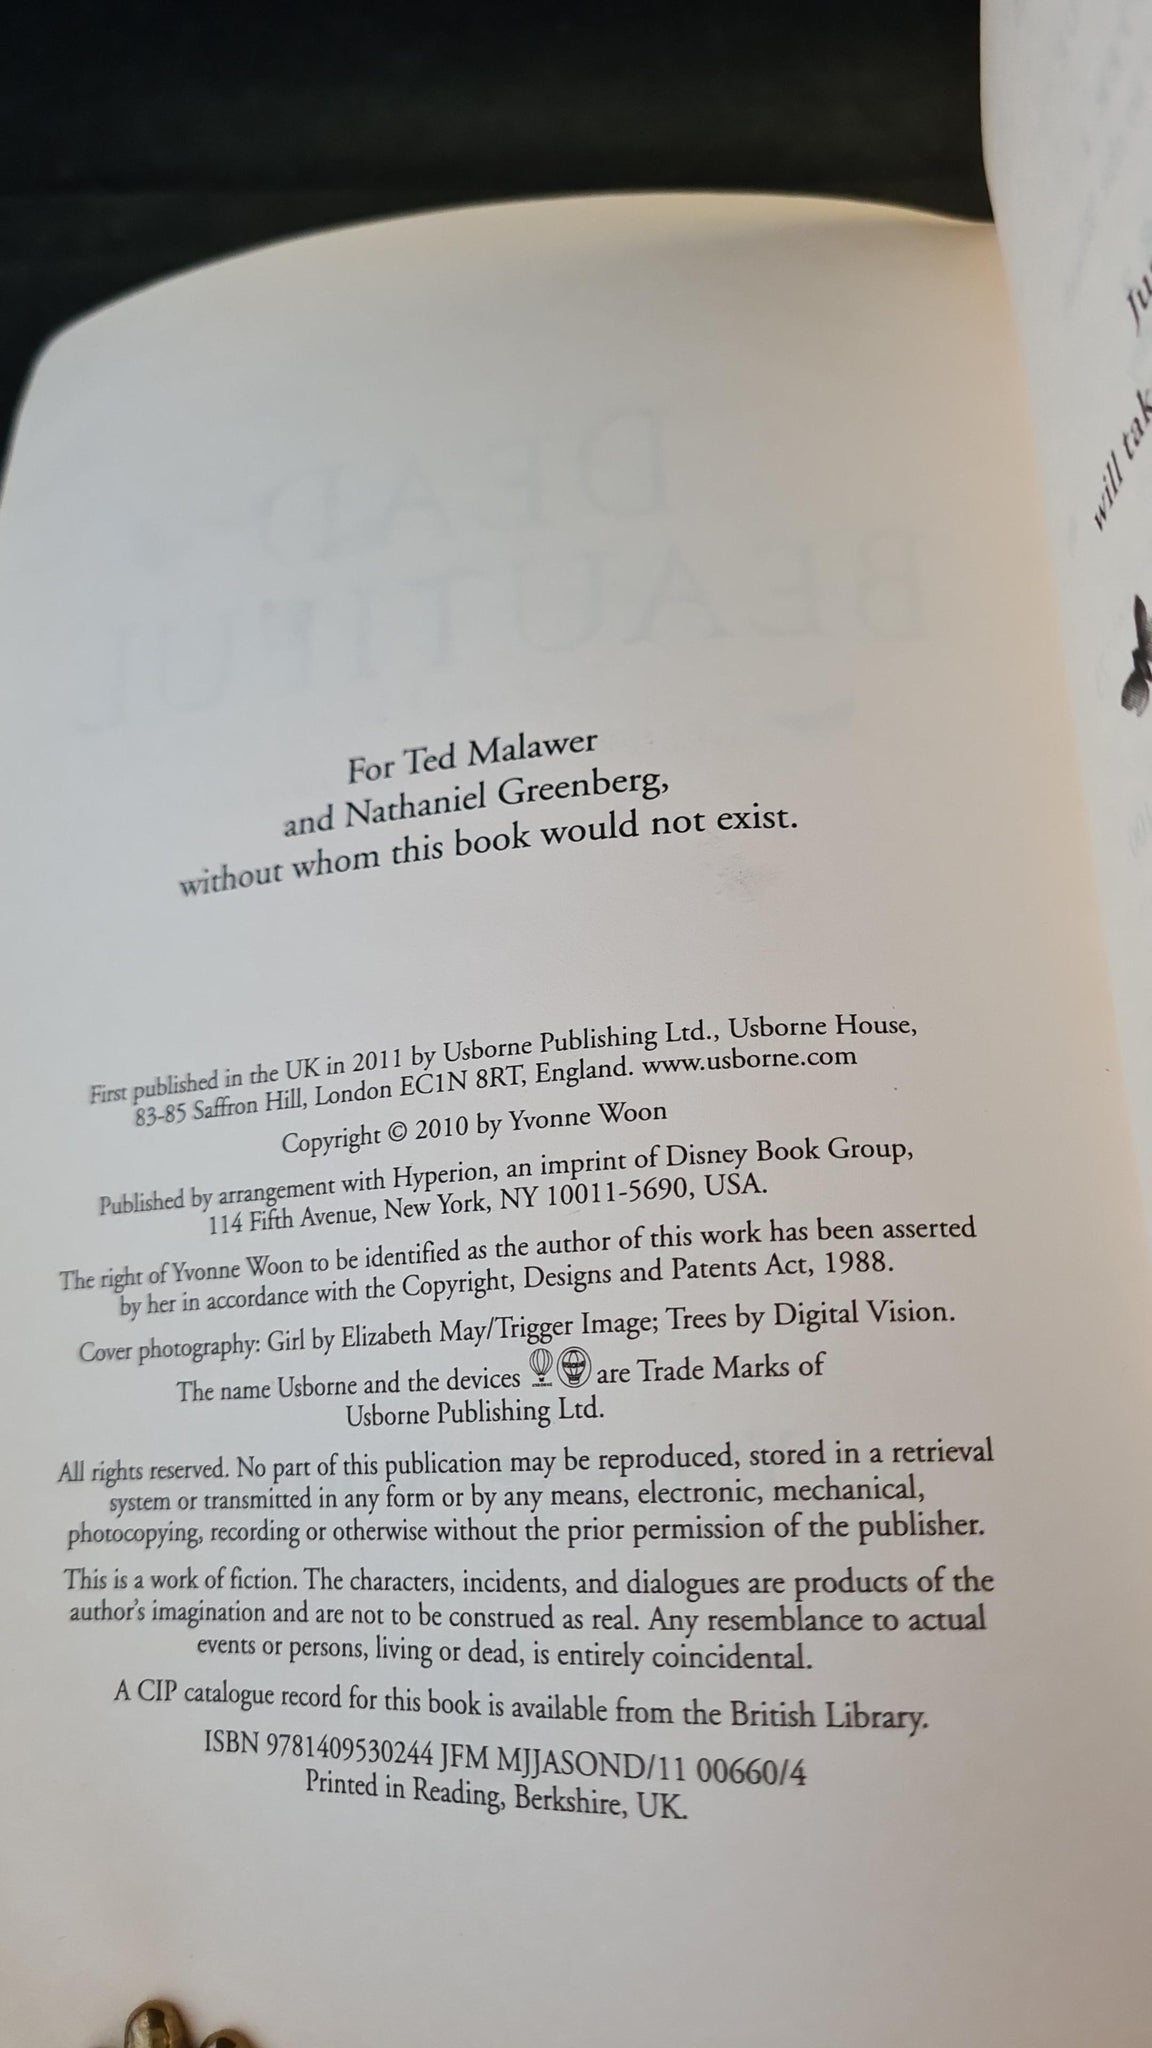 DEAD
BEAUTIFUL
For Ted Malawer
and Nathaniel Greenberg,
without whom this book would not exist.
First published in the UK in 2011 by Usborne Publishing Ltd., Usborne House,
83-85 Saffron Hill, London EC1N 8RT, England. www.usborne.com
Copyright © 2010 by Yvonne Woon
Published by arrangement with Hyperion, an imprint of Disney Book Group,
114 Fifth Avenue, New York, NY 10011-5690, USA.
The right of Yvonne Woon to be identified as the author of this work has been asserted
by her in accordance with the Copyright, Designs and Patents Act, 1988.
Cover photography: Girl by Elizabeth May/Trigger Image; Trees by Digital Vision.
The name Usborne and the devices are Trade Marks of
Usborne Publishing Ltd.
All rights reserved. No part of this publication may be reproduced, stored in a retrieval
system or transmitted in any form or by any means, electronic, mechanical,
photocopying, recording or otherwise without the prior permission of the publisher.
This is a work of fiction. The characters, incidents, and dialogues are products of the
author's imagination and are not to be construed as real. Any resemblance to actual
events or persons, living or dead, is entirely coincidental.
A CIP catalogue record for this book is available from the British Library.
ISBN 9781409530244 JFM MJJASOND/11 00660/4
Printed in Reading, Berkshire, UK.
will